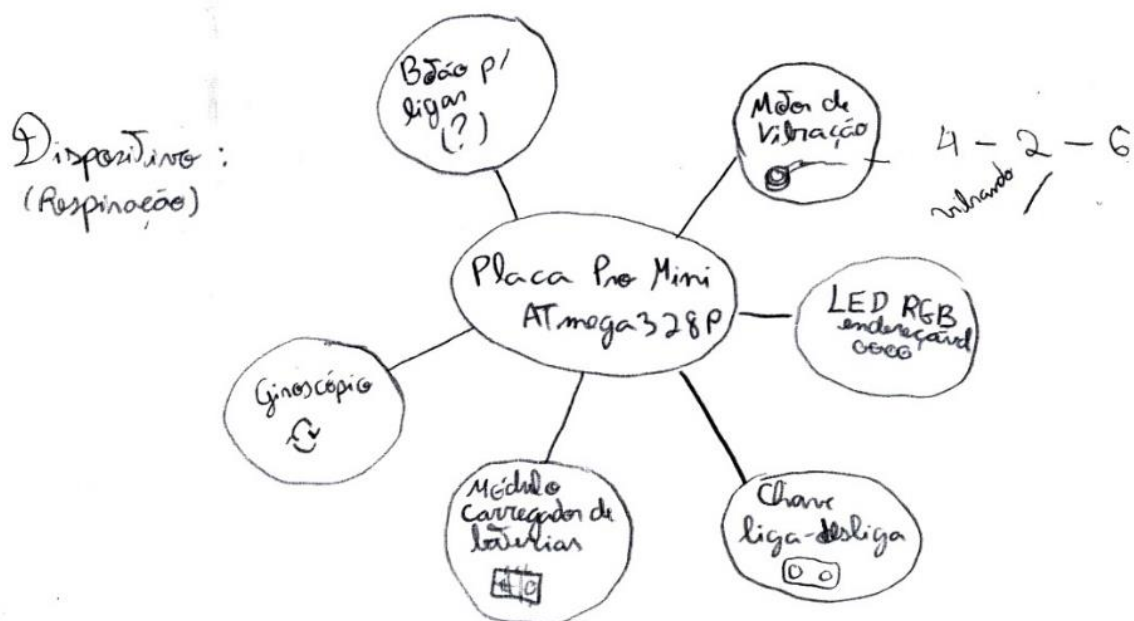 Dispositivo:
(Respiração)
Botão p/
ligar
(?)
Motor de
Vibração
4 - 2 - 6
vibrando
Placa Pro Mini
ATmega328P
LED RGB
endereçável
Giroscópio
Módulo
Carregador de
baterias
Chave
liga-desliga